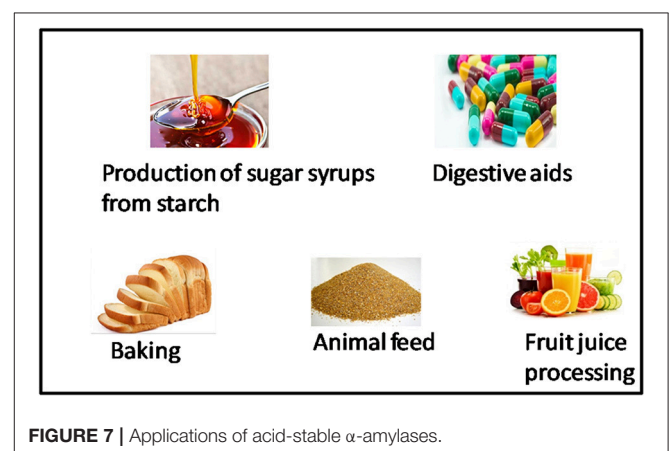 Production of sugar syrups
from starch
Digestive aids
Baking
Animal feed
Fruit juice
processing
FIGURE 7 | Applications of acid-stable α-amylases.